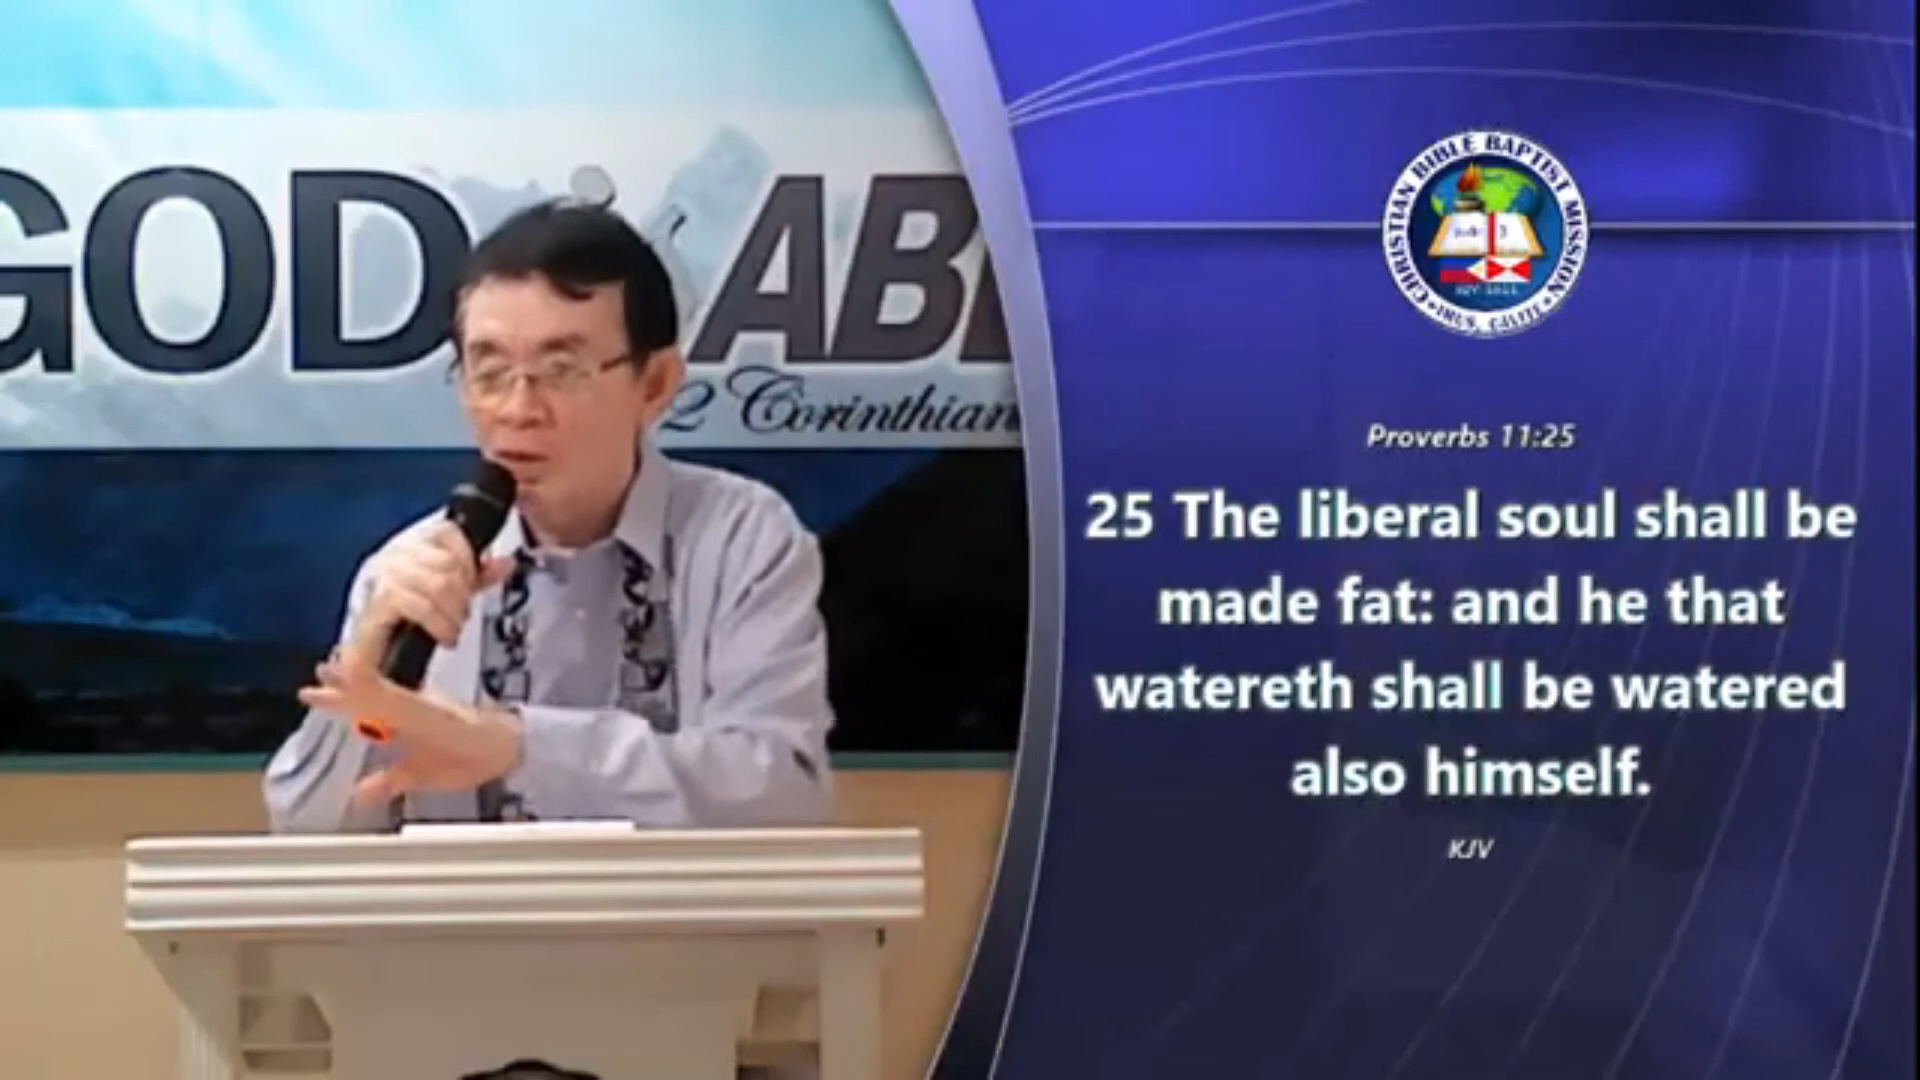 GOD
ABL
2 Corinthian
CHRISTIAN BIBLE BAPTIST MISSION
Proverbs 11:25
25 The liberal soul shall be
made fat: and he that
watereth shall be watered
also himself.
KJV